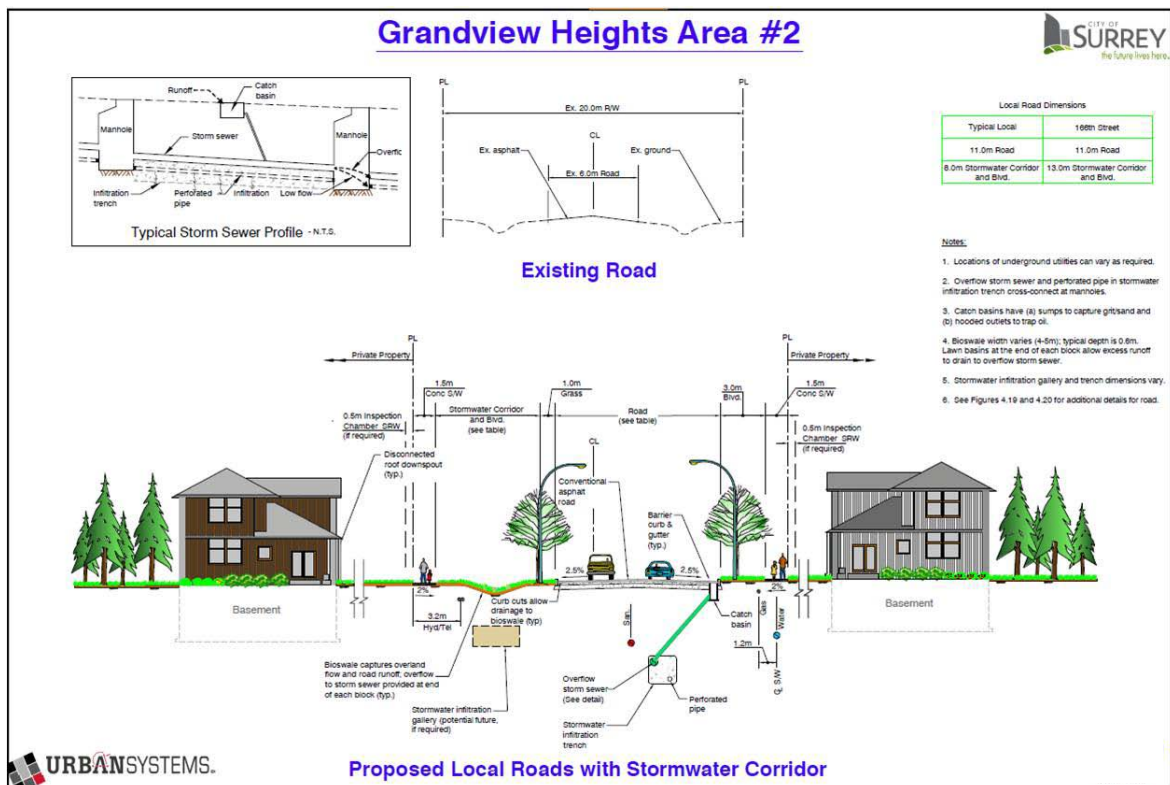 Grandview Heights Area #2
CITY OF
SURREY
the future lives here.
Runoff
Catch
basin
Manhole
Storm sewer
Manhole
Overflc
Infiltration
trench
Perforated
pipe
Infiltration
Low flow
Typical Storm Sewer Profile - N.T.S.
PL
PL
Ex. 20.0m R/W
CL
Ex. asphalt
Ex. ground
Ex. 6.0m Road
Existing Road
Local Road Dimensions
Typical Local
166th Street
11.0m Road
11.0m Road
8.0m Stormwater Corridor
and Blvd.
13.0m Stormwater Corridor
and Blvd.
Notes:
1. Locations of underground utilities can vary as required.
2. Overflow storm sewer and perforated pipe in stormwater
infiltration trench cross-connect at manholes.
3. Catch basins have (a) sumps to capture grit/sand and
(b) hooded outlets to trap oil.
4. Bioswale width varies (4-5m); typical depth is 0.6m.
Lawn basins at the end of each block allow excess runoff
to drain to overflow storm sewer.
5. Stormwater infiltration gallery and trench dimensions vary.
6. See Figures 4.19 and 4.20 for additional details for road.
PL
PL
Private Property
Private Property
1.5m
Conc S/W
Stormwater Corridor
and Blvd.
(see table)
1.0m
Grass
Road
(see table)
3.0m
Blvd.
1.5m
Conc S/W
0.5m Inspection
Chamber SRW
(if required)
0.5m Inspection
Chamber SRW
(if required)
CL
Disconnected
roof downspout
(typ.)
Conventional
asphalt
road
Barrier
curb &
gutter
(typ.)
2.5%
2.5%
2%
2%
Basement
Basement
3.2m
Hyd/Tel
Curb cuts allow
drainage to
bioswale (typ)
San.
Catch
basin
Gas
Water
1.2m
CL S/W
Bioswale captures overland
flow and road runoff; overflow
to storm sewer provided at end
of each block (typ.)
Overflow
storm sewer
(See detail)
Perforated
pipe
Stormwater infiltration
gallery (potential future,
if required)
Stormwater
infiltration
trench
URBANSYSTEMS.
Proposed Local Roads with Stormwater Corridor